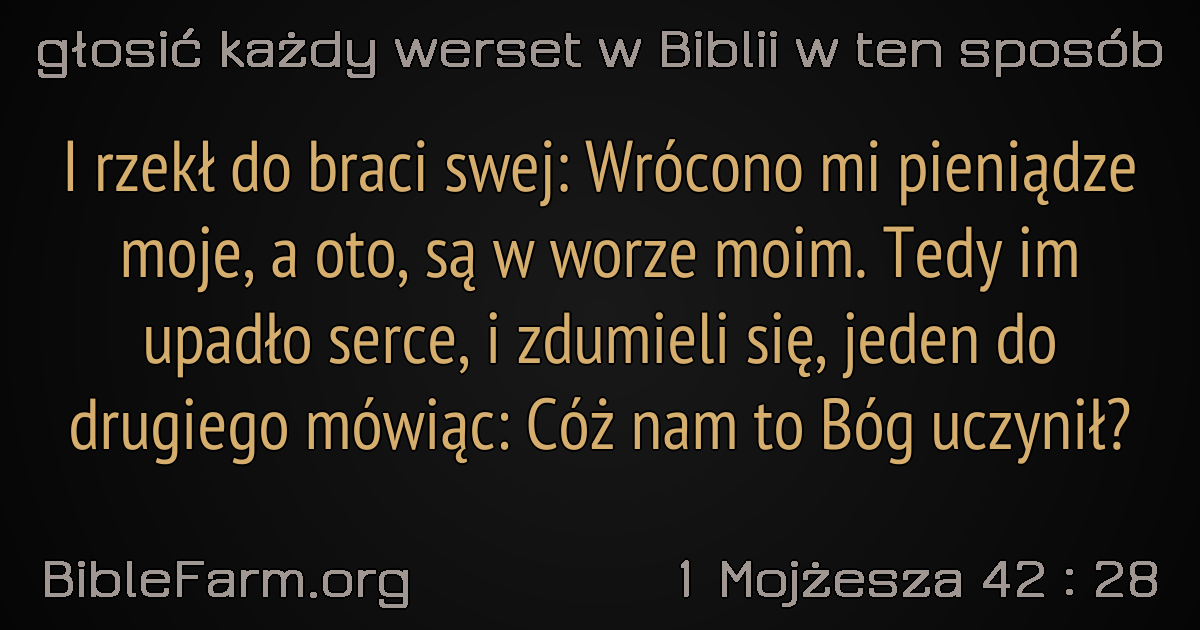 głosić każdy werset w Biblii w ten sposób
I rzekł do braci swej: Wrócono mi pieniądze
moje, a oto, są w worze moim. Tedy im
upadło serce, i zdumieli się, jeden do
drugiego mówiąc: Cóż nam to Bóg uczynił?
BibleFarm.org
1 Mojżesza 42 : 28